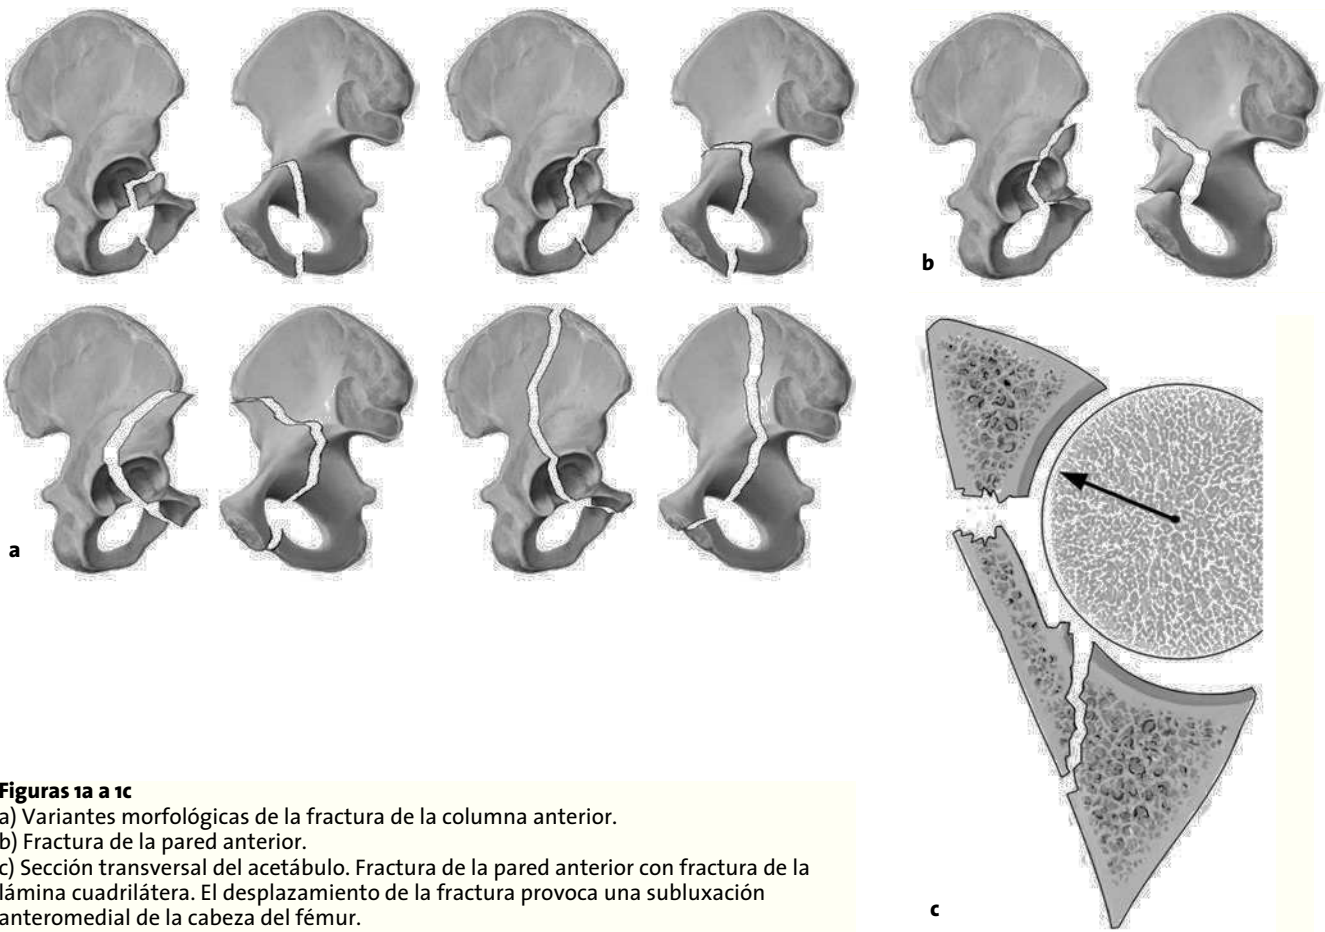 b
a
c
Figuras 1a a 1c
a) Variantes morfológicas de la fractura de la columna anterior.
b) Fractura de la pared anterior.
c) Sección transversal del acetábulo. Fractura de la pared anterior con fractura de la
lámina cuadrilátera. El desplazamiento de la fractura provoca una subluxación
anteromedial de la cabeza del fémur.